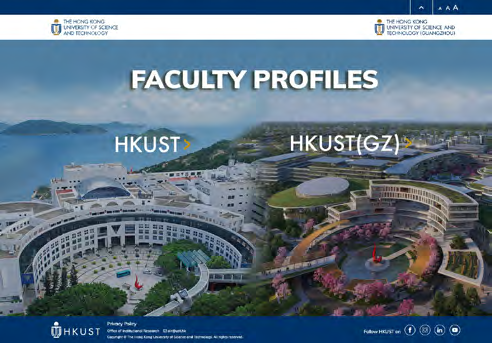 A A A
THE HONG KONG
UNIVERSITY OF SCIENCE
AND TECHNOLOGY
THE HONG KONG
UNIVERSITY OF SCIENCE AND
TECHNOLOGY (GUANGZHOU)
FACULTY PROFILES
HKUST>
HKUST(GZ)>
HKUST
Privacy Policy
Office of Institutional Research
Copyright © The Hong Kong University of Science and Technology. All rights reserved.
Follow HKUST on